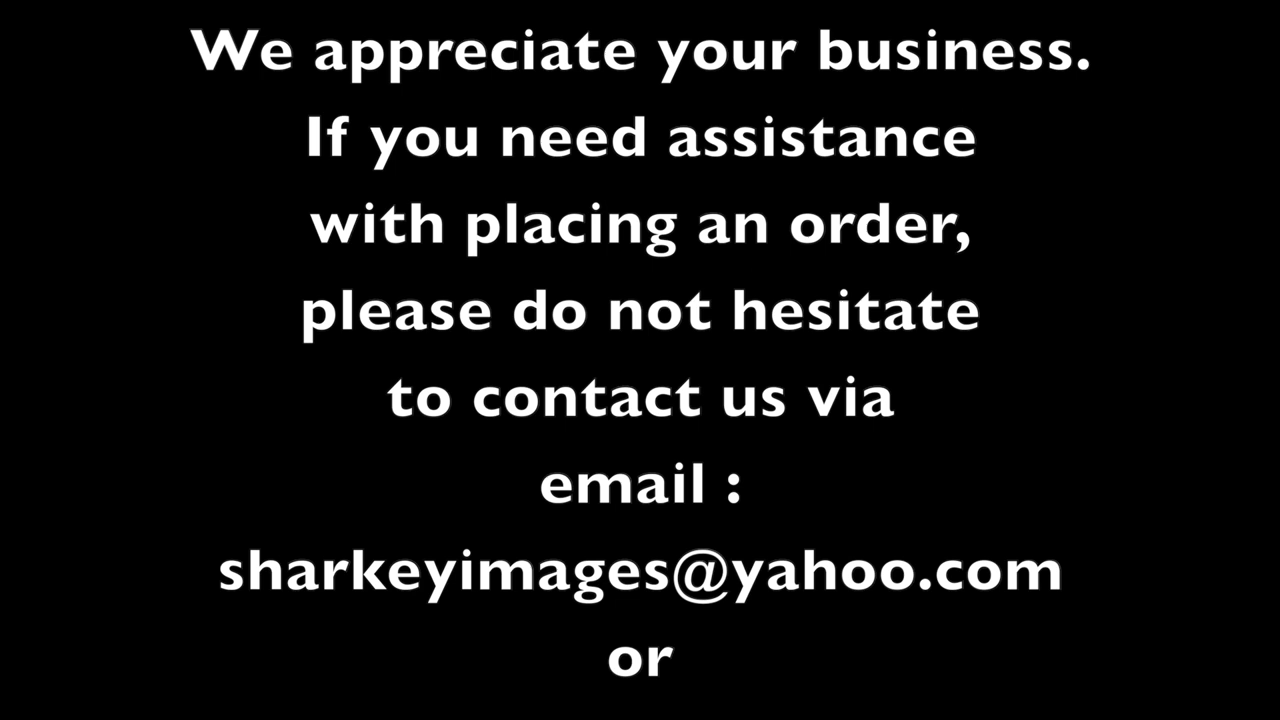 We appreciate your business.
If you need assistance
with placing an order,
please do not hesitate
to contact us via
email :
sharkeyimages@yahoo.com
or